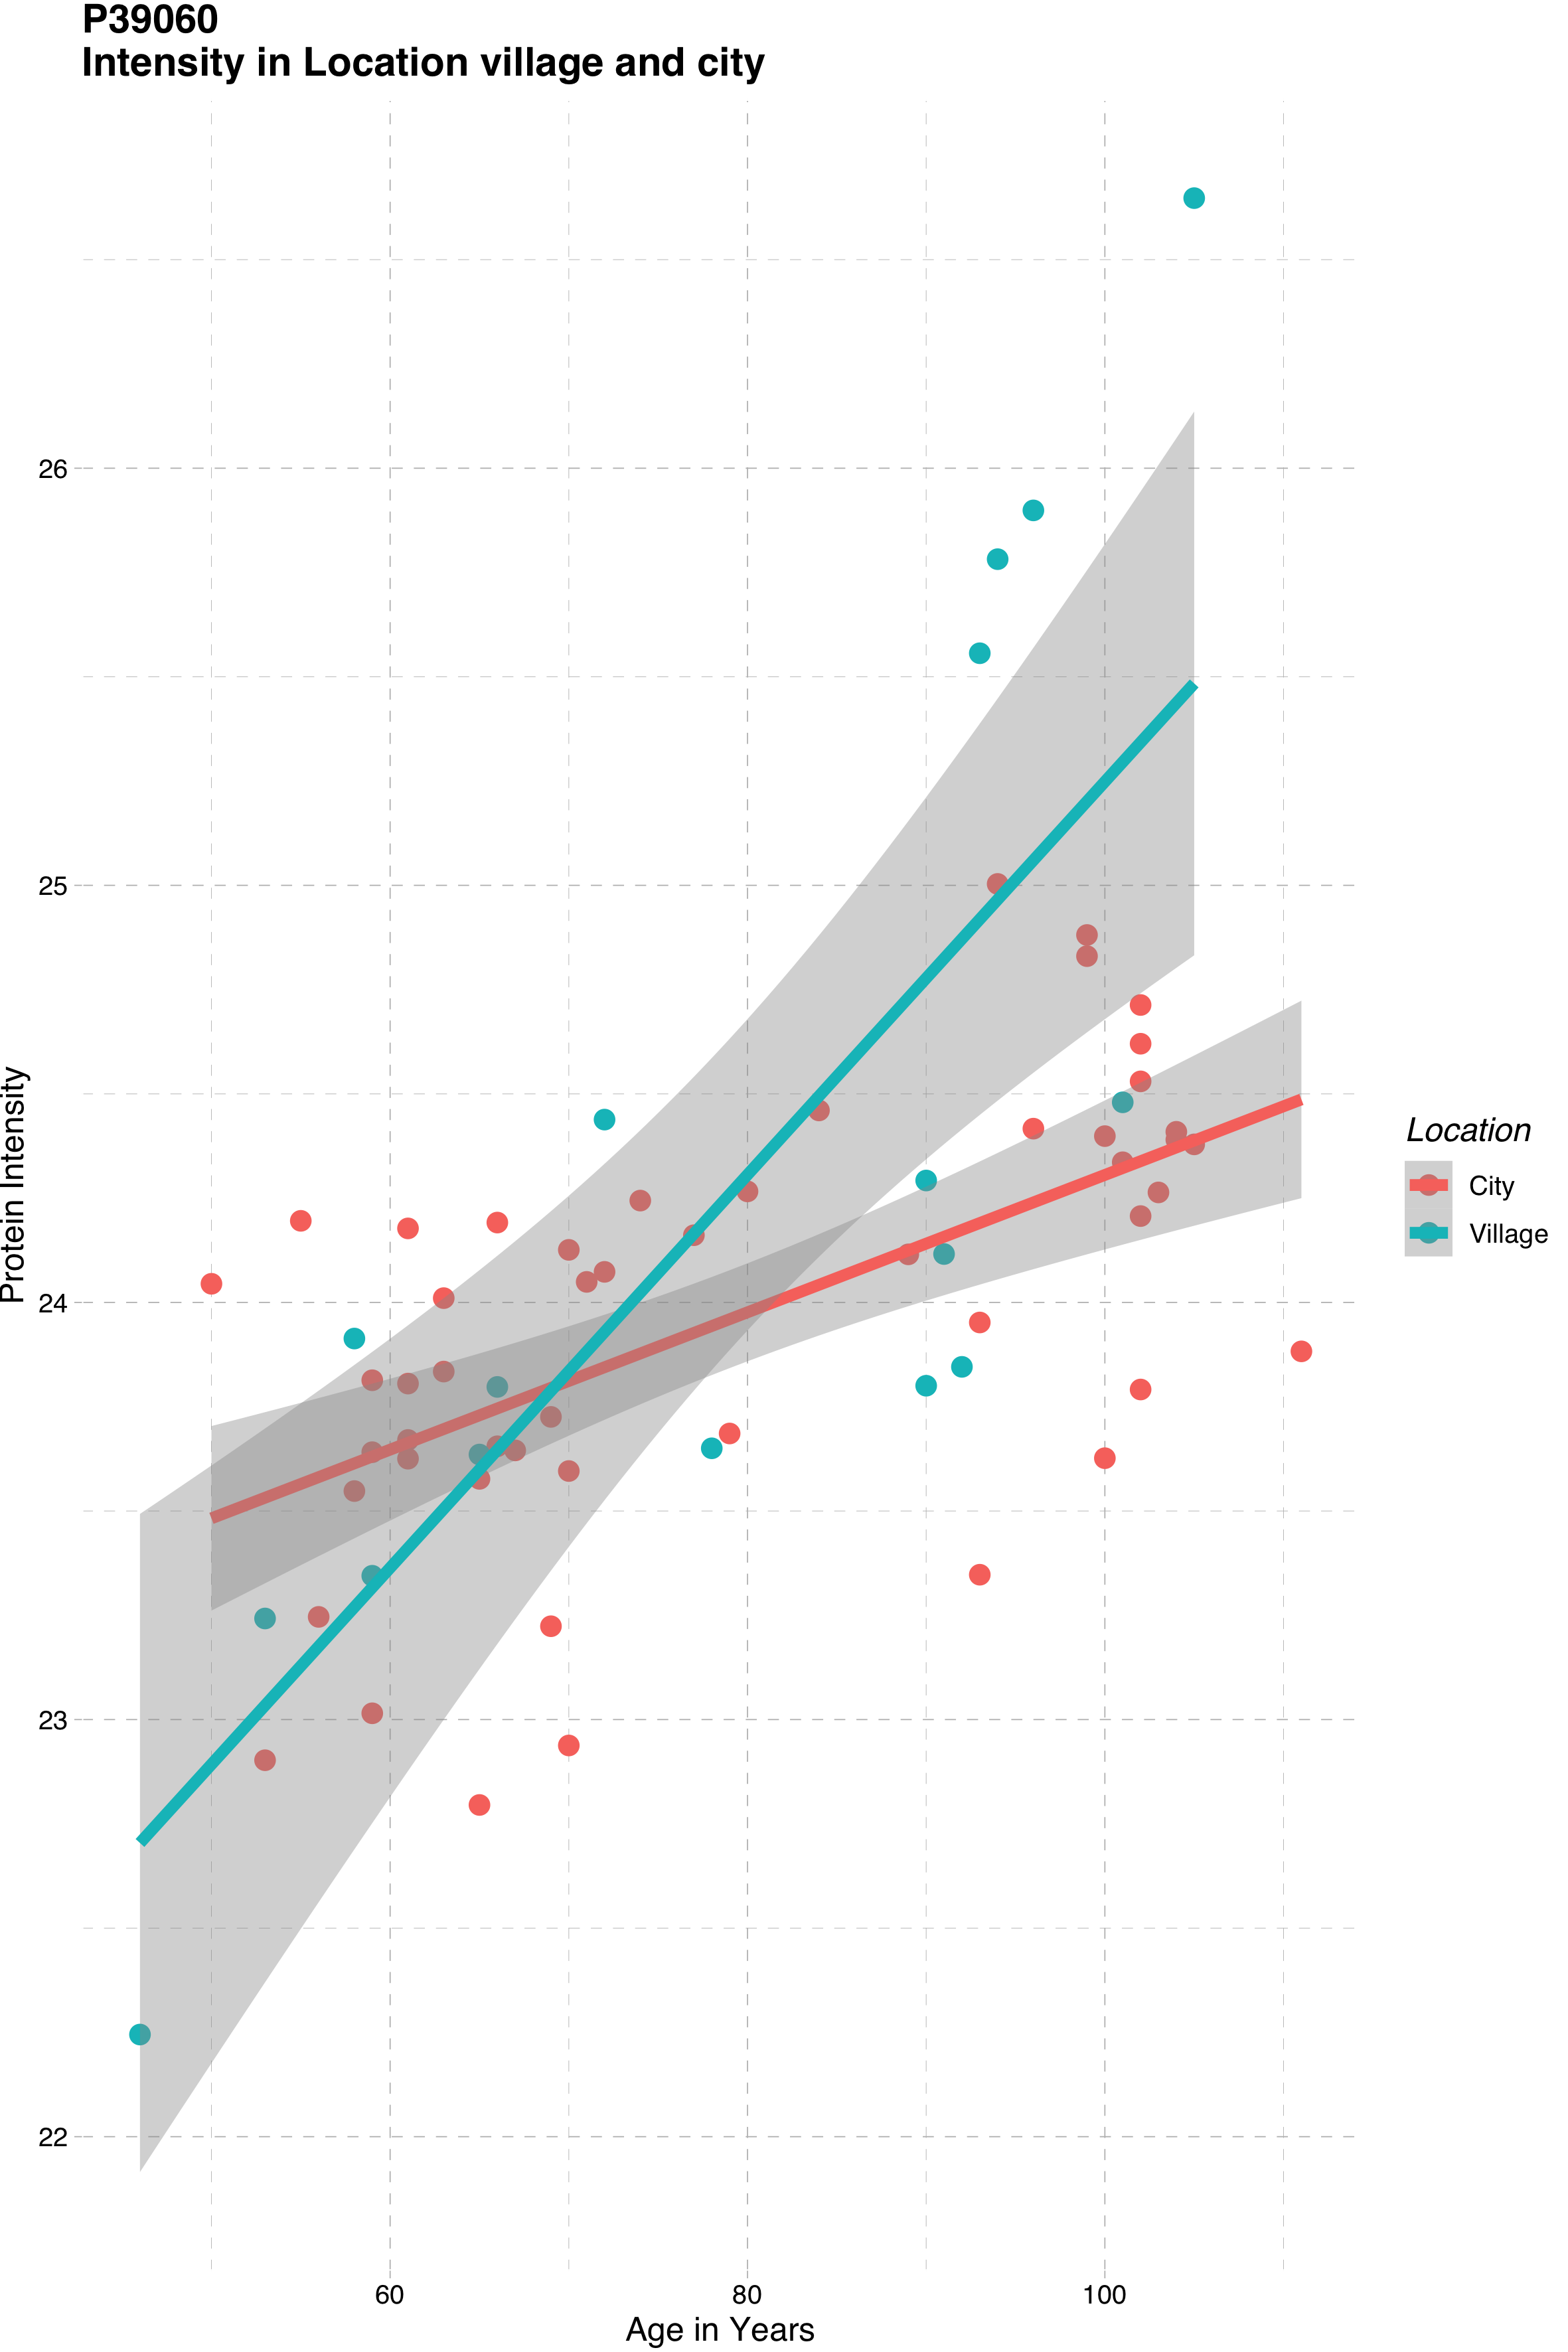 P39060
Intensity in Location village and city
26
25
24
23
22
Protein Intensity
60 80 100
Age in Years
Location
City
Village